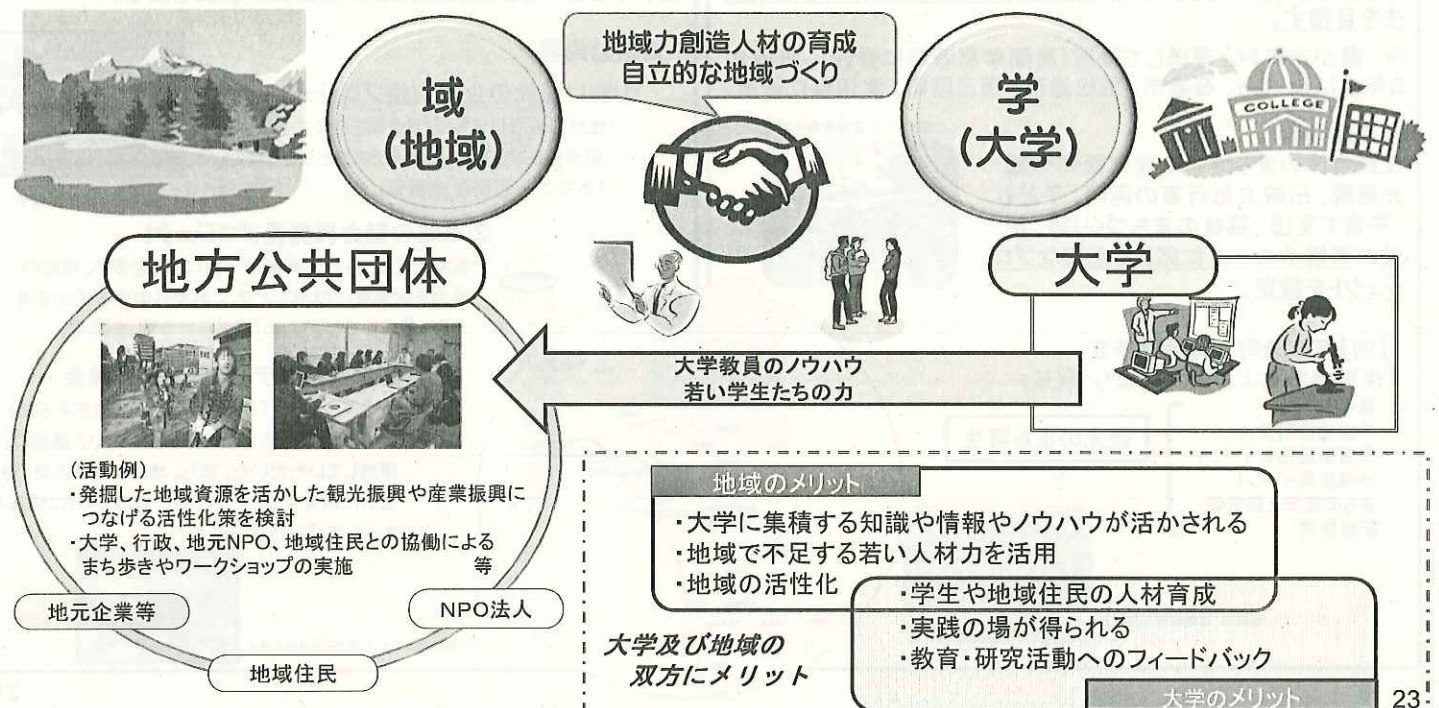 地域力創造人材の育成
自立的な地域づくり
域
(地域)
学
(大学)
COLLEGE
地方公共団体
大学
大学教員のノウハウ
若い学生たちの力
(活動例)
・発掘した地域資源を活かした観光振興や産業振興に
つなげる活性化策を検討
・大学、行政、地元NPO、地域住民との協働による
まち歩きやワークショップの実施 等
地元企業等
NPO法人
地域住民
地域のメリット
・大学に集積する知識や情報やノウハウが活かされる
・地域で不足する若い人材力を活用
・地域の活性化
・学生や地域住民の人材育成
・実践の場が得られる
・教育・研究活動へのフィードバック
大学のメリット
大学及び地域の
双方にメリット
23